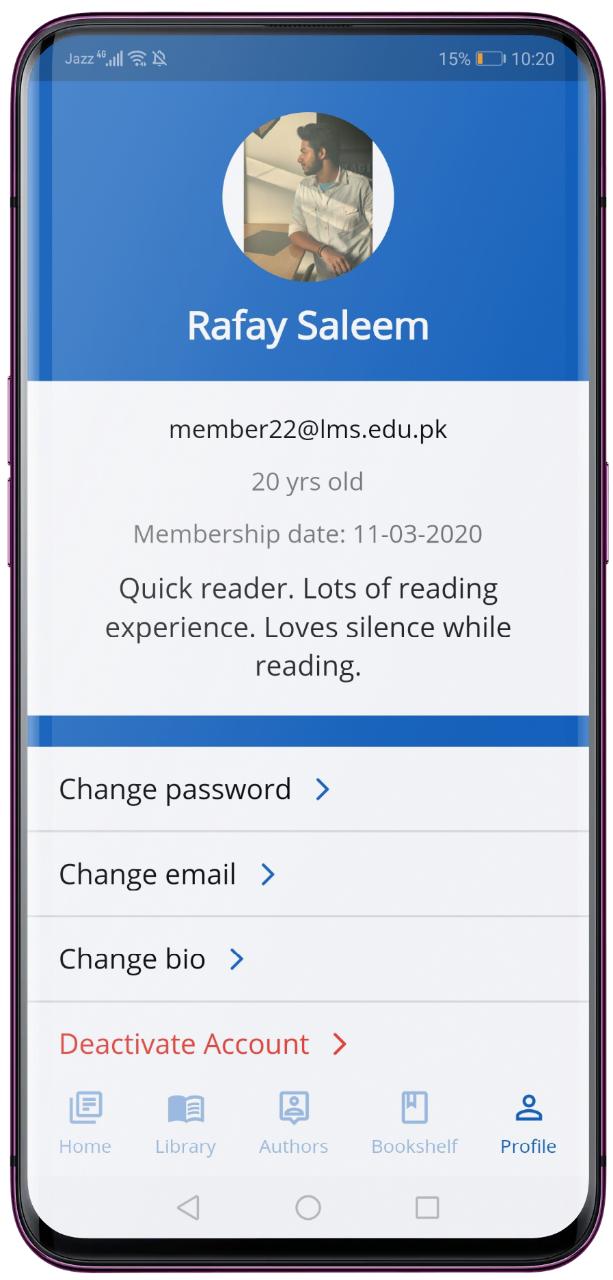 Jazz 4G 15% 10:20
Rafay Saleem
member22@lms.edu.pk
20 yrs old
Membership date: 11-03-2020
Quick reader. Lots of reading
experience. Loves silence while
reading.
Change password
Change email
Change bio
Deactivate Account
Home Library Authors Bookshelf Profile